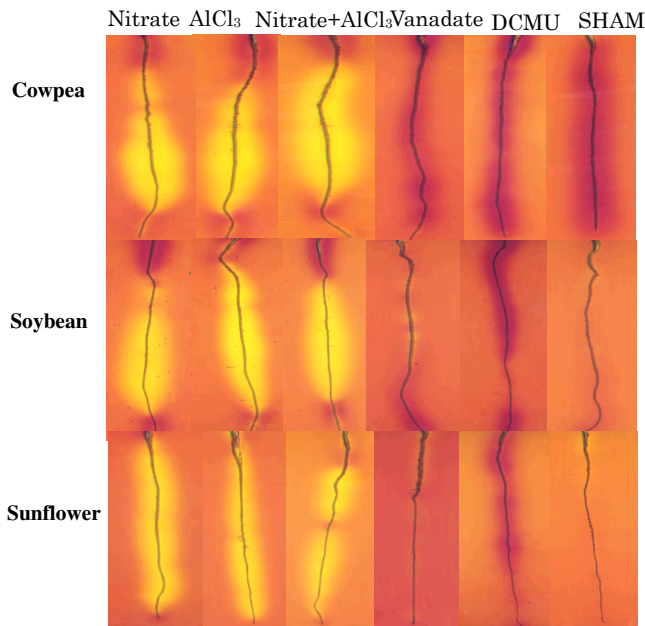 Nitrate AlCl₃ Nitrate+AlCl₃ Vanadate DCMU SHAM
Cowpea
Soybean
Sunflower